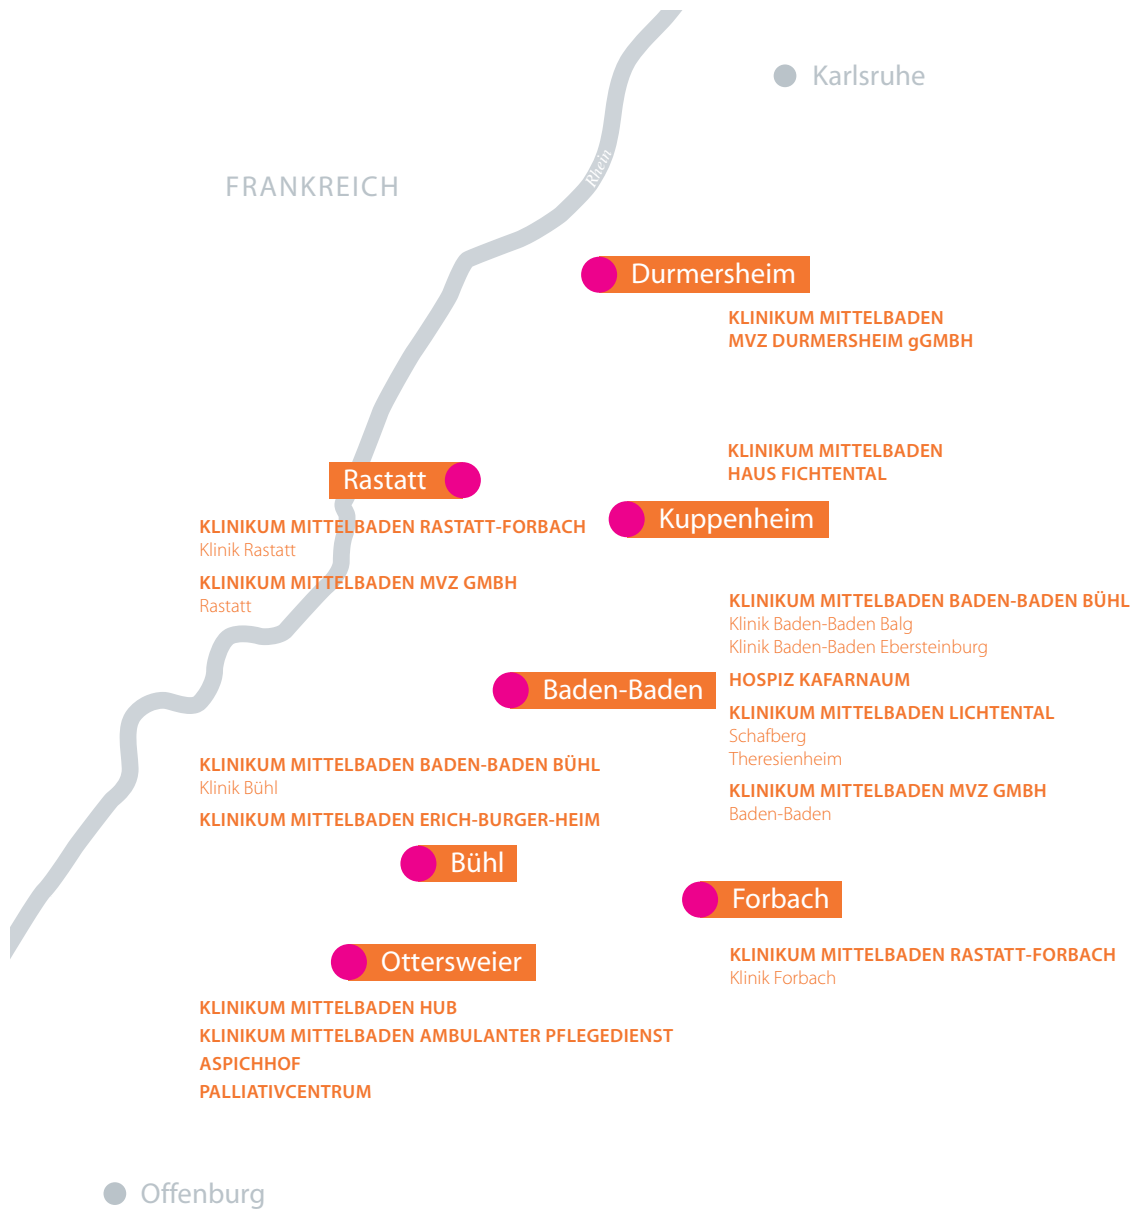 Karlsruhe
FRANKREICH
Rhein
Durmersheim
KLINIKUM MITTELBADEN
MVZ DURMERSHEIM gGMBH
KLINIKUM MITTELBADEN
HAUS FICHTENTAL
Kuppenheim
Rastatt
KLINIKUM MITTELBADEN RASTATT-FORBACH
Klinik Rastatt
KLINIKUM MITTELBADEN MVZ GMBH
Rastatt
KLINIKUM MITTELBADEN BADEN-BADEN BÜHL
Klinik Baden-Baden Balg
Klinik Baden-Baden Ebersteinburg
Baden-Baden
HOSPIZ KAFARNAUM
KLINIKUM MITTELBADEN LICHTENTAL
Schafberg
Theresienheim
KLINIKUM MITTELBADEN MVZ GMBH
Baden-Baden
KLINIKUM MITTELBADEN BADEN-BADEN BÜHL
Klinik Bühl
KLINIKUM MITTELBADEN ERICH-BURGER-HEIM
Bühl
Forbach
KLINIKUM MITTELBADEN RASTATT-FORBACH
Klinik Forbach
Ottersweier
KLINIKUM MITTELBADEN HUB
KLINIKUM MITTELBADEN AMBULANTER PFLEGEDIENST
ASPICHHOF
PALLIATIVCENTRUM
Offenburg